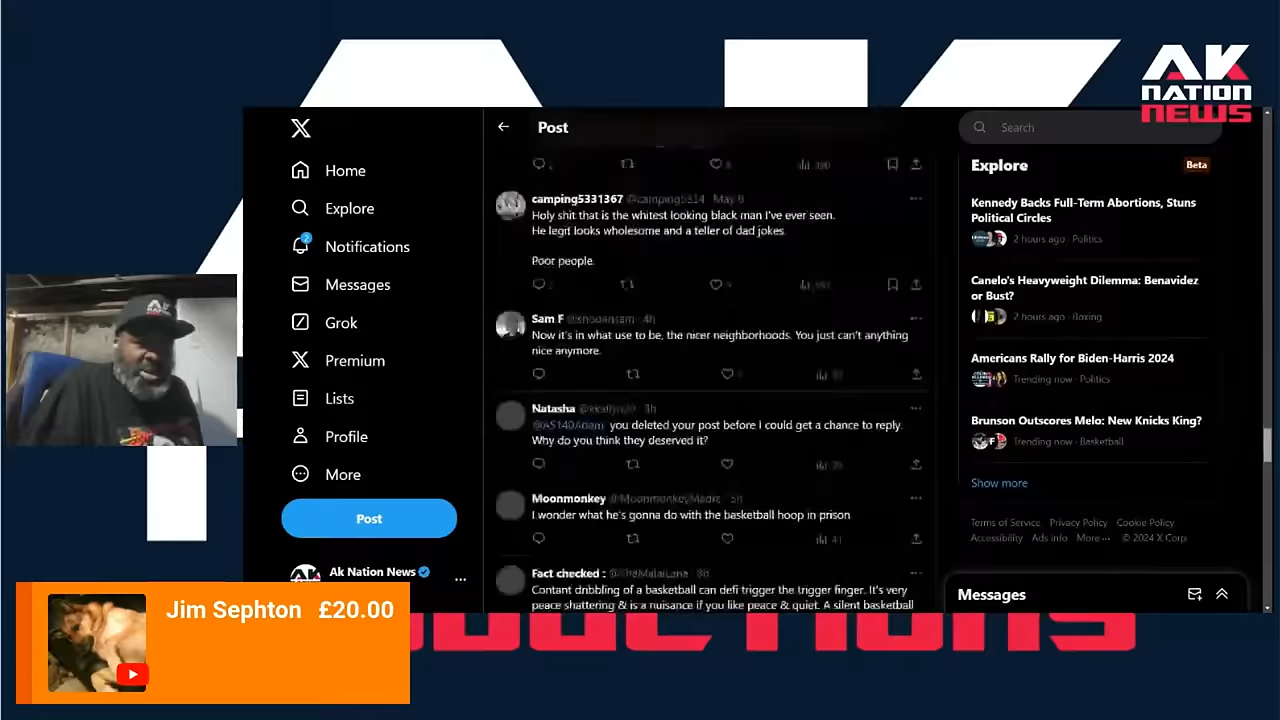 AK
NATION
NEWS
Post
Search
Home
Explore
2
Notifications
Messages
Grok
Premium
Lists
Profile
More
Post
Ak Nation News
camping5331367 May 9
Holy shit that is the whitest looking black man I've ever seen.
He legit looks wholesome and a teller of dad jokes.
Poor people.
Sam F 4h
Now it's in what use to be, the nicer neighborhoods. You just can't anything
nice anymore.
Natasha
you deleted your post before I could get a chance to reply.
Why do you think they deserved it?
Moonmonkey
I wonder what he's gonna do with the basketball hoop in prison
41
Fact checked :
Contant dribbling of a basketball can defi trigger the trigger finger. It's very
peace shattering & is a nuisance if you like peace & quiet. A silent basketball
Explore
Beta
Kennedy Backs Full-Term Abortions, Stuns
Political Circles
2 hours ago · Politics
Canelo's Heavyweight Dilemma: Benavidez
or Bust?
2 hours ago · Boxing
Americans Rally for Biden-Harris 2024
Trending now · Politics
Brunson Outscores Melo: New Knicks King?
Trending now · Basketball
Show more
Terms of Service Privacy Policy Cookie Policy
Accessibility Ads info More ··· © 2024 X Corp.
Messages
Jim Sephton £20.00